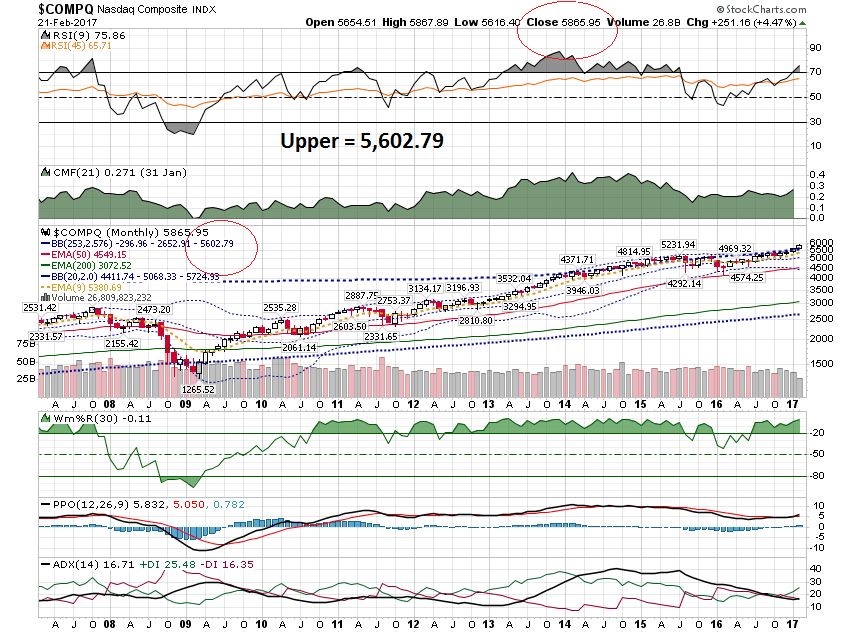 $COMPQ Nasdaq Composite INDX
© StockCharts.com
21-Feb-2017
Open 5654.51 High 5867.89 Low 5616.40 Close 5865.95 Volume 26.8B Chg +251.16 (+4.47%)
RSI(9) 75.86
RSI(45) 65.71
90
70
50
30
10
Upper = 5,602.79
CMF(21) 0.271 (31 Jan)
0.4
0.3
0.2
0.1
0.0
$COMPQ (Monthly) 5865.95
BB(253,2.576) -296.96 - 2652.91 - 5602.79
EMA(50) 4549.15
EMA(200) 3072.52
BB(20,2.0) 4411.74 - 5068.33 - 5724.93
EMA(9) 5380.69
Volume 26,809,823,232
2531.42
2473.20
2535.28
2887.75
2753.37
3134.17
3196.93
3532.04
4371.71
4814.95
5231.94
4969.32
2331.57
2155.42
1265.52
2061.14
2603.50
2331.65
2810.80
3294.95
3946.03
4292.14
4574.25
6000
5500
5000
4500
4000
3500
3000
2500
2000
1500
75B
50B
25B
A J O 08 A J O 09 A J O 10 A J O 11 A J O 12 A J O 13 A J O 14 A J O 15 A J O 16 A J O 17
Wm%R(30) -0.11
-20
-50
-80
PPO(12,26,9) 5.832, 5.050, 0.782
10
5
0
-5
-10
ADX(14) 16.71 +DI 25.48 -DI 16.35
40
30
20
10
A J O 08 A J O 09 A J O 10 A J O 11 A J O 12 A J O 13 A J O 14 A J O 15 A J O 16 A J O 17